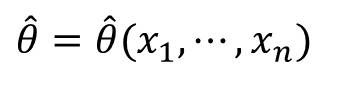 θ̂ = θ̂(x₁, ⋯, xₙ)